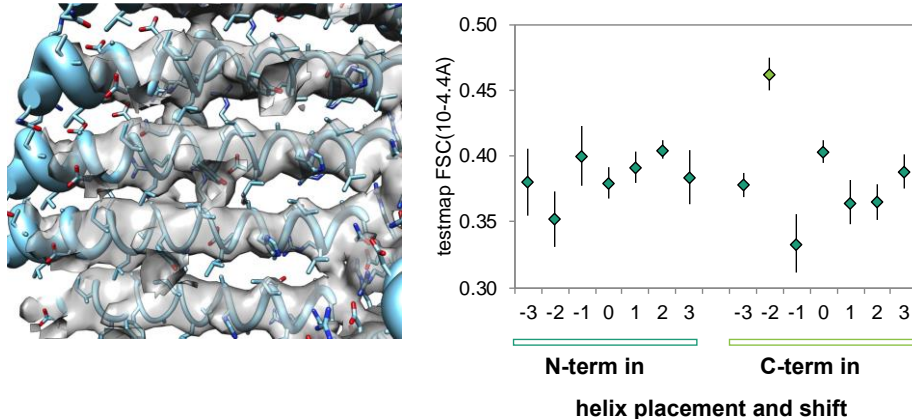 0.50
0.45
0.40
0.35
0.30
testmap FSC(10-4.4A)
-3 -2 -1 0 1 2 3 -3 -2 -1 0 1 2 3
N-term in C-term in
helix placement and shift